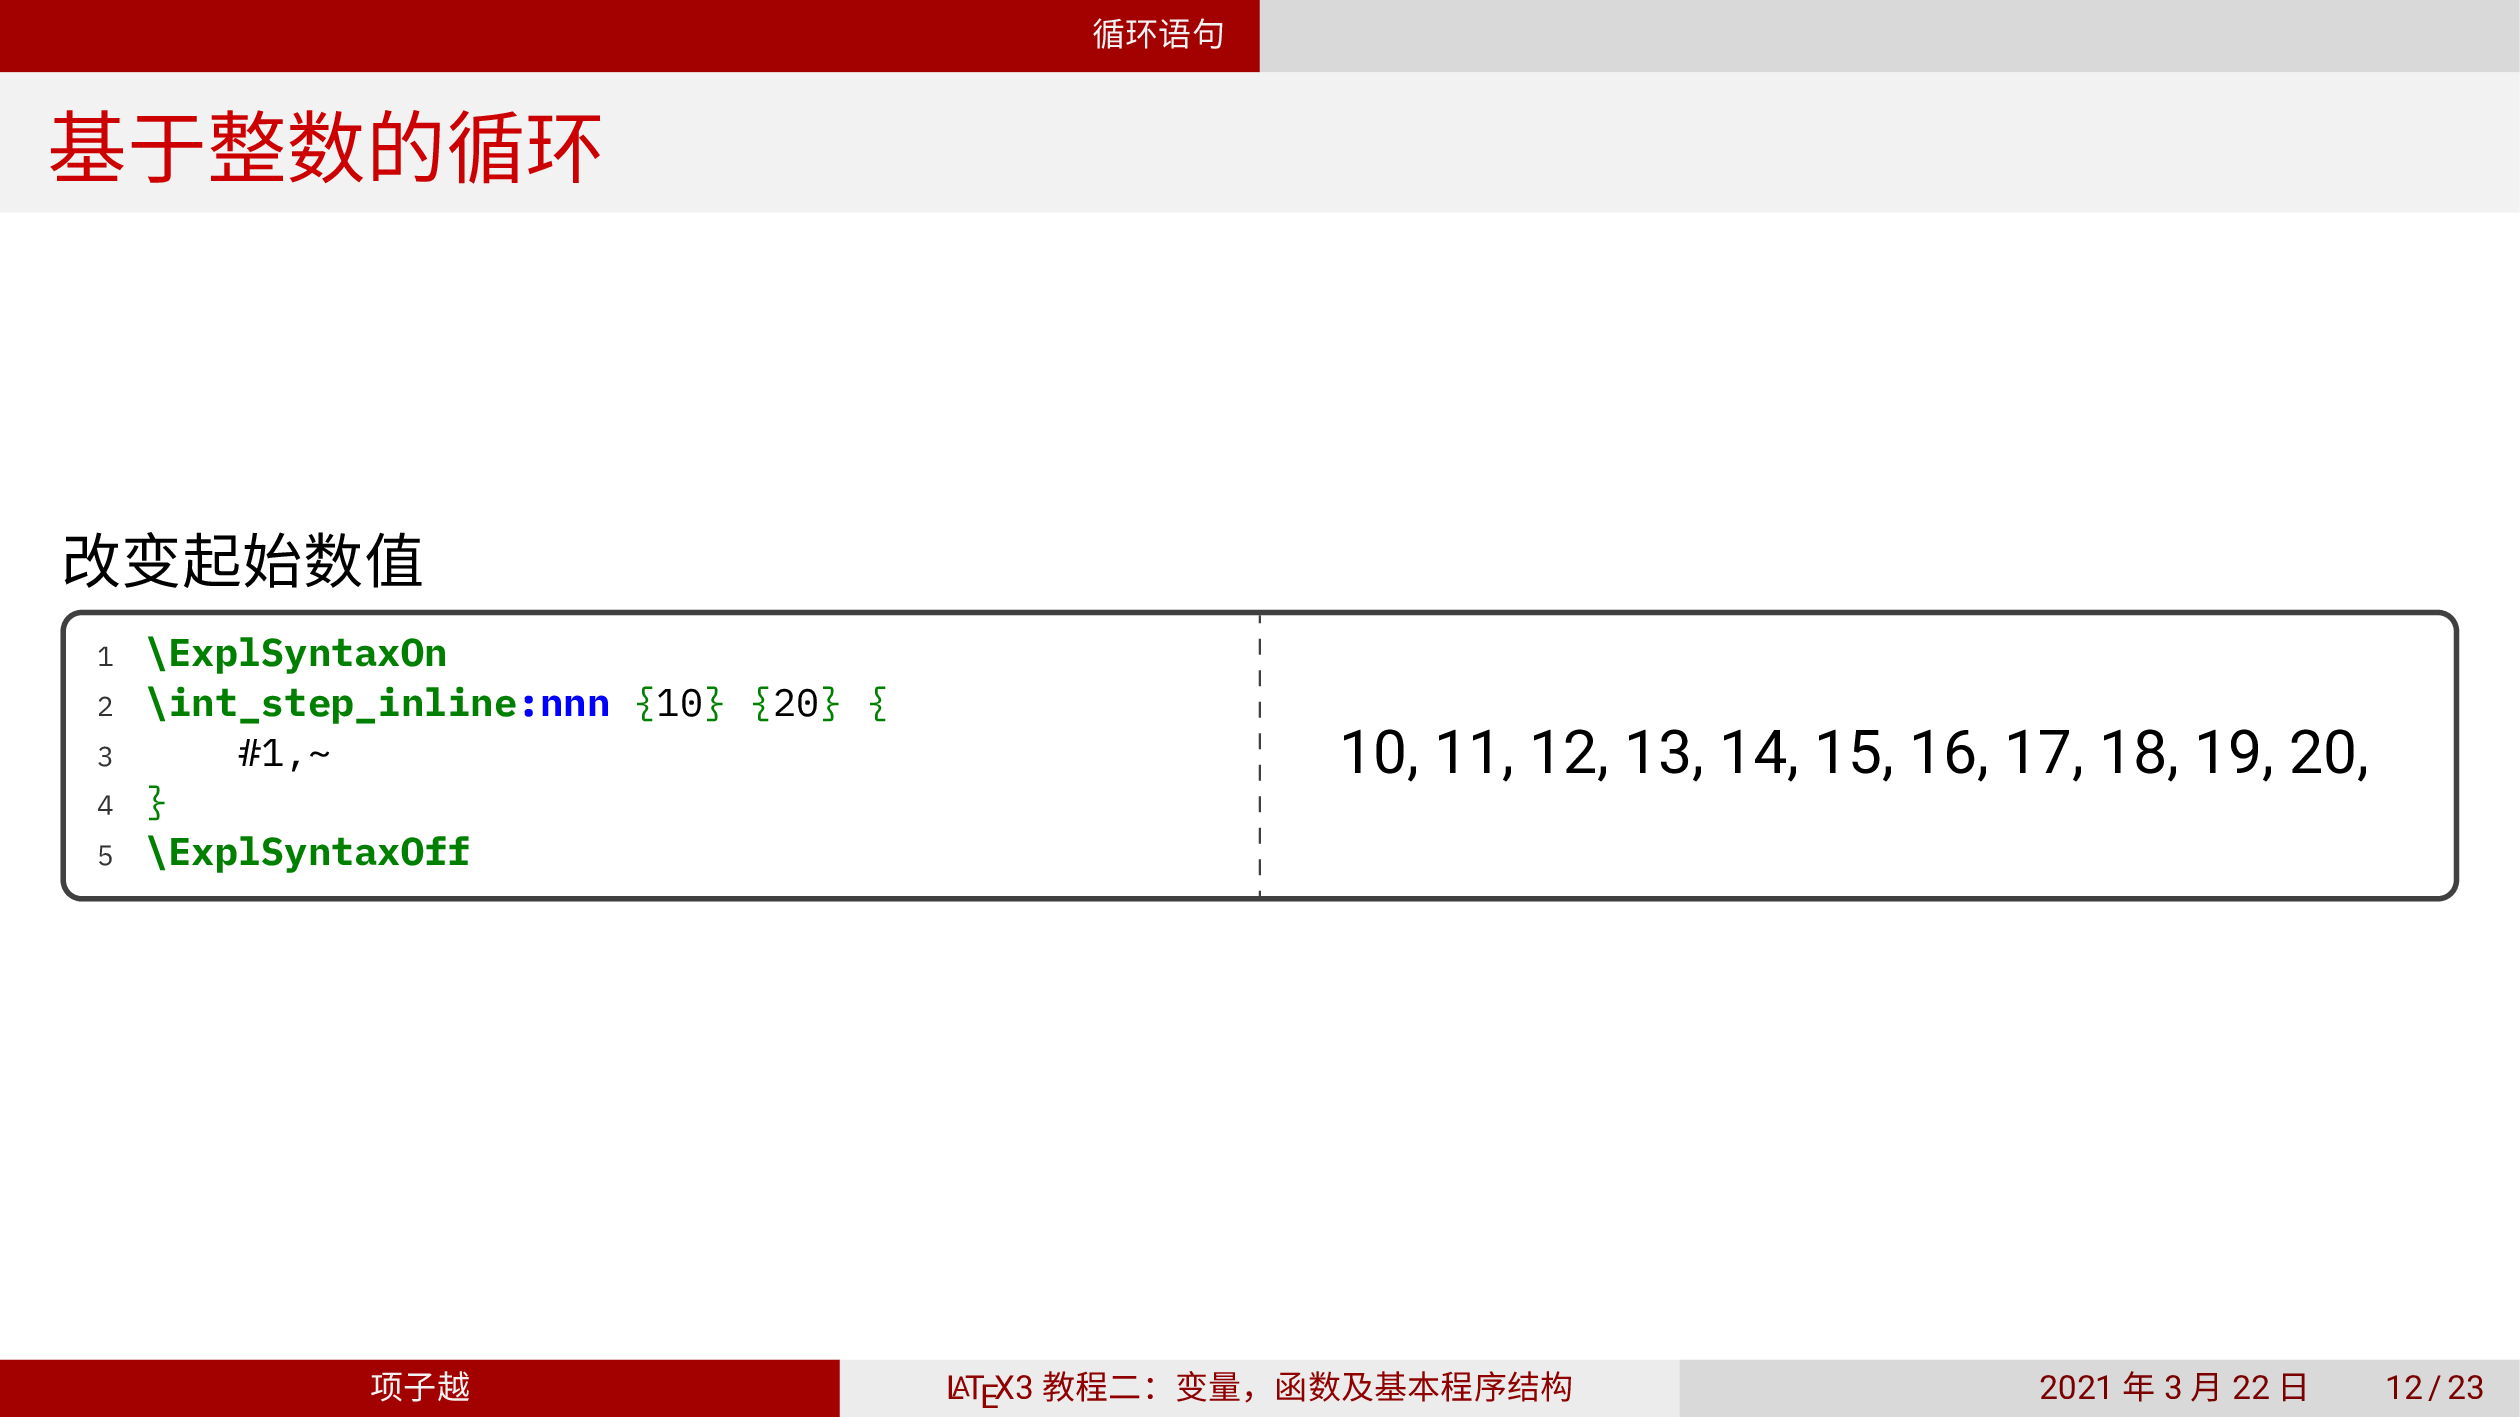 循环语句
基于整数的循环
改变起始数值
1 \ExplSyntaxOn
2 \int_step_inline:nnn {10} {20} {
3     #1,~
4 }
5 \ExplSyntaxOff
10, 11, 12, 13, 14, 15, 16, 17, 18, 19, 20,
项子越 LATEX3 教程二：变量，函数及基本程序结构 2021 年 3 月 22 日 12 / 23